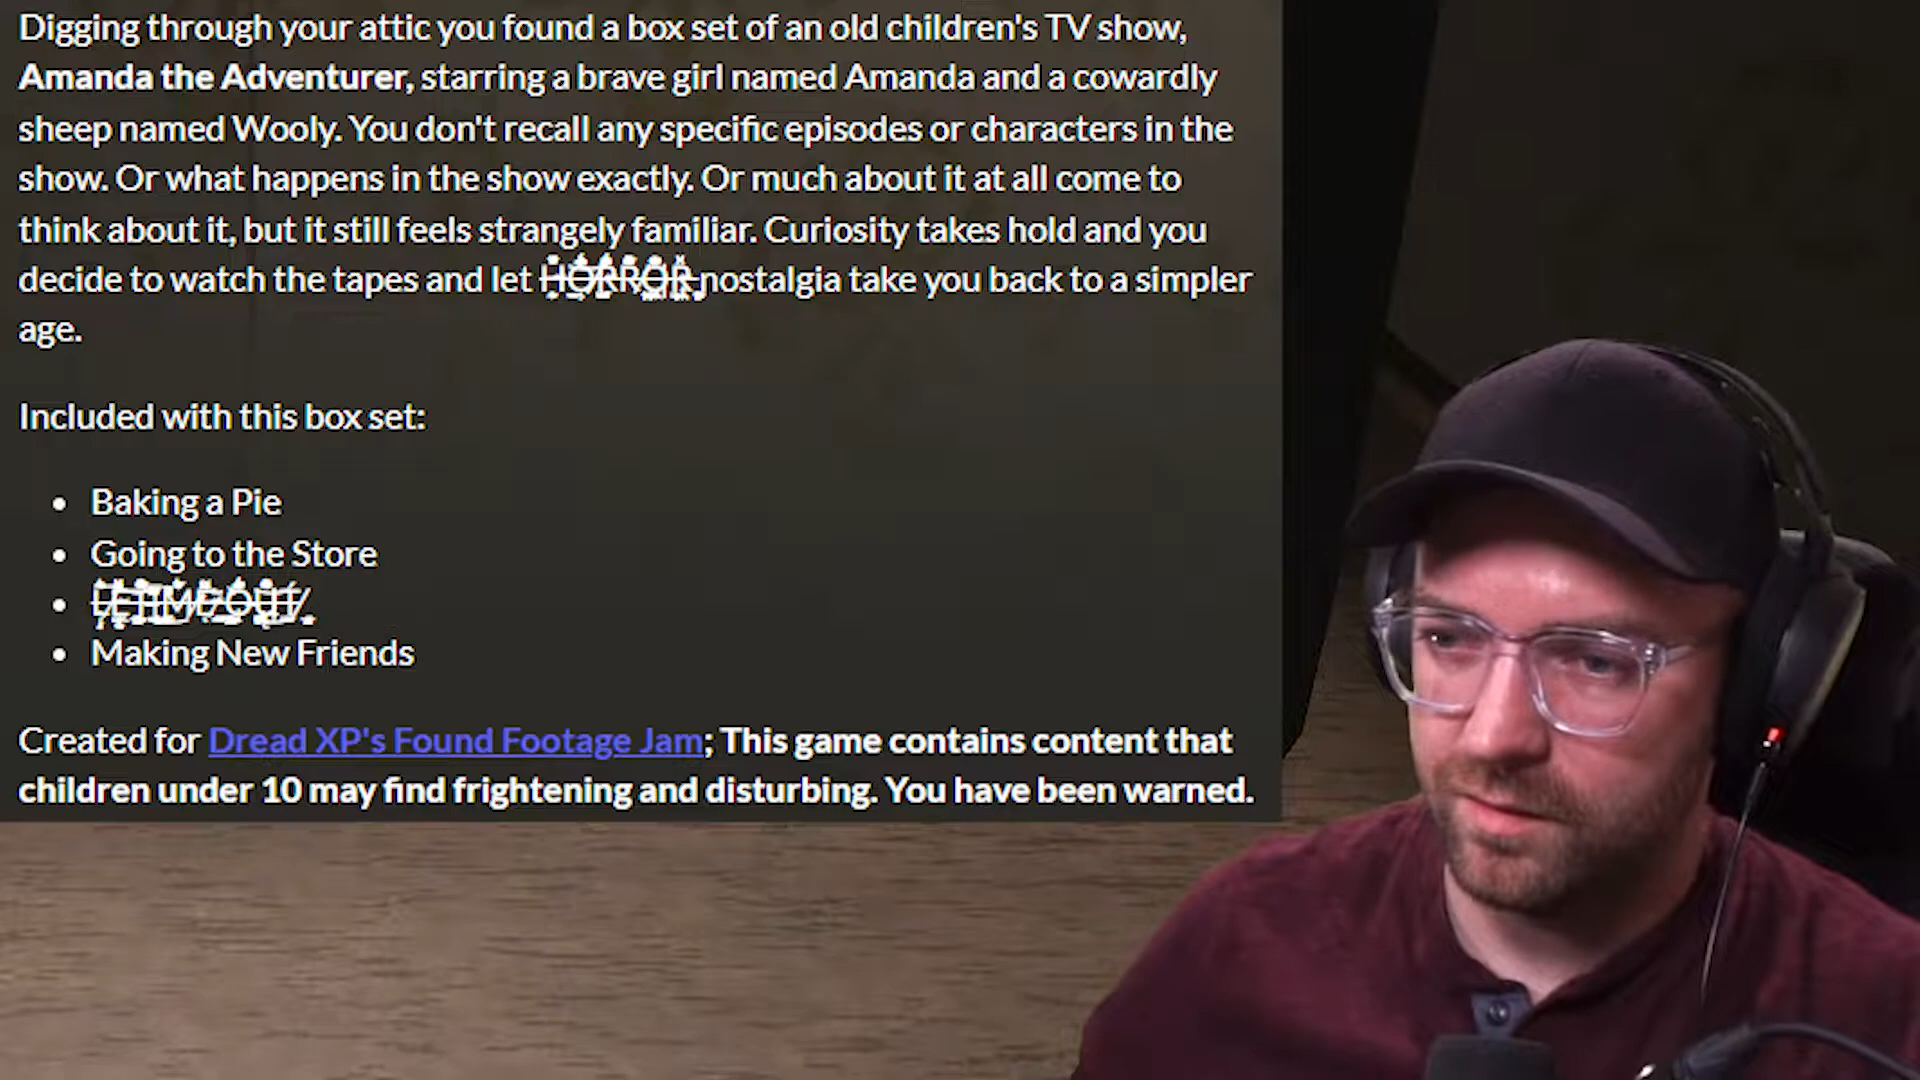 Digging through your attic you found a box set of an old children's TV show,
Amanda the Adventurer, starring a brave girl named Amanda and a cowardly
sheep named Wooly. You don't recall any specific episodes or characters in the
show. Or what happens in the show exactly. Or much about it at all come to
think about it, but it still feels strangely familiar. Curiosity takes hold and you
decide to watch the tapes and let HORROR nostalgia take you back to a simpler
age.
Included with this box set:
• Baking a Pie
• Going to the Store
• LET ME OUT
• Making New Friends
Created for Dread XP's Found Footage Jam; This game contains content that
children under 10 may find frightening and disturbing. You have been warned.